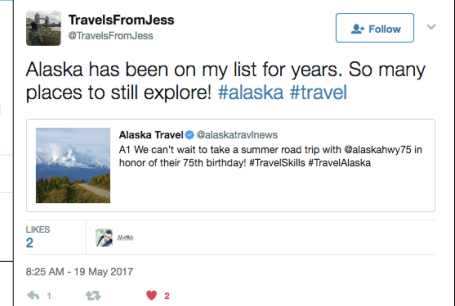 TravelsFromJess
@TravelsFromJess
Follow
Alaska has been on my list for years. So many
places to still explore! #alaska #travel
Alaska Travel @alaskatravlnews
A1 We can't wait to take a summer road trip with @alaskahwy75 in
honor of their 75th birthday! #TravelSkills #TravelAlaska
LIKES
2
8:25 AM - 19 May 2017
1
2